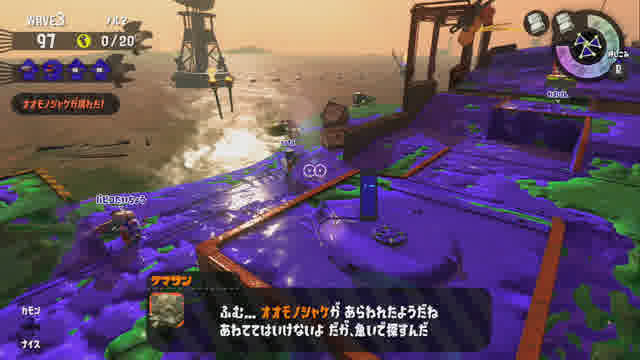 WAVE3 ノルマ
97 0/20
オオモノシャケが現れた!
カモン
ナイス
クマサン
ふむ... オオモノシャケが あらわれたようだね
あわててはいけないよ だが、急いで探すんだ